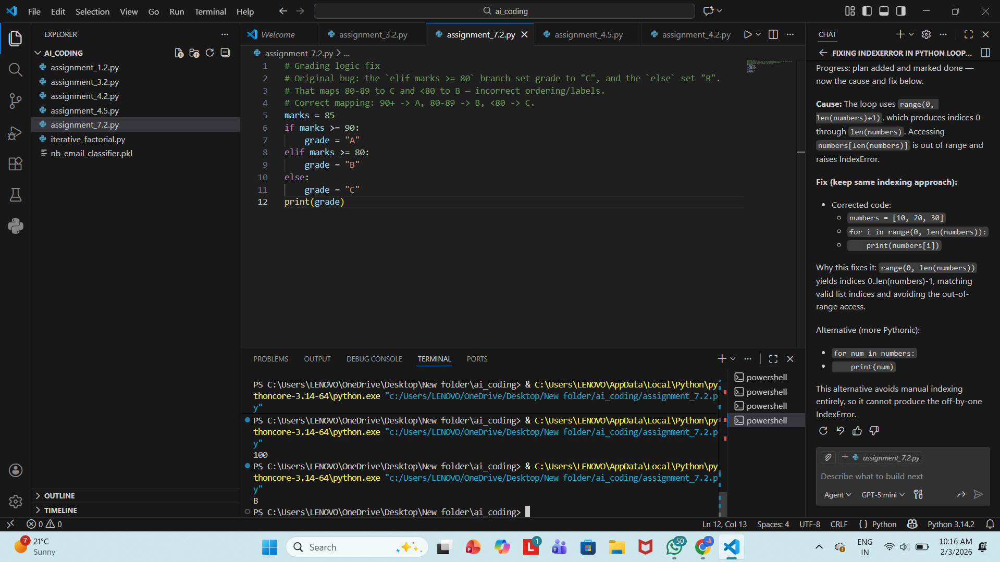 File Edit Selection View Go Run Terminal Help
ai_coding
EXPLORER
AI_CODING
assignment_1.2.py
assignment_3.2.py
assignment_4.2.py
assignment_4.5.py
assignment_7.2.py
iterative_factorial.py
nb_email_classifier.pkl
OUTLINE
TIMELINE
Welcome
assignment_3.2.py
assignment_7.2.py
assignment_4.5.py
assignment_4.2.py
assignment_7.2.py > ...
1 # Grading logic fix
2 # Original bug: the `elif marks >= 80` branch set grade to "C", and the `else` set "B".
3 # That maps 80-89 to C and <80 to B — incorrect ordering/labels.
4 # Correct mapping: 90+ -> A, 80-89 -> B, <80 -> C.
5 marks = 85
6 if marks >= 90:
7 grade = "A"
8 elif marks >= 80:
9 grade = "B"
10 else:
11 grade = "C"
12 print(grade)
PROBLEMS OUTPUT DEBUG CONSOLE TERMINAL PORTS
PS C:\Users\LENOVO\OneDrive\Desktop\New folder\ai_coding> & C:\Users\LENOVO\AppData\Local\Python\py
thoncore-3.14-64\python.exe "c:/Users/LENOVO/OneDrive/Desktop/New folder/ai_coding/assignment_7.2.p
y"
PS C:\Users\LENOVO\OneDrive\Desktop\New folder\ai_coding> & C:\Users\LENOVO\AppData\Local\Python\py
thoncore-3.14-64\python.exe "c:/Users/LENOVO/OneDrive/Desktop/New folder/ai_coding/assignment_7.2.p
y"
100
PS C:\Users\LENOVO\OneDrive\Desktop\New folder\ai_coding> & C:\Users\LENOVO\AppData\Local\Python\py
thoncore-3.14-64\python.exe "c:/Users/LENOVO/OneDrive/Desktop/New folder/ai_coding/assignment_7.2.p
y"
B
PS C:\Users\LENOVO\OneDrive\Desktop\New folder\ai_coding>
powershell
powershell
powershell
powershell
CHAT
FIXING INDEXERROR IN PYTHON LOOP...
Progress: plan added and marked done —
now the cause and fix below.
Cause: The loop uses range(0,
len(numbers)+1), which produces indices 0
through len(numbers). Accessing
numbers[len(numbers)] is out of range and
raises IndexError.
Fix (keep same indexing approach):
Corrected code:
numbers = [10, 20, 30]
for i in range(0, len(numbers)):
print(numbers[i])
Why this fixes it: range(0, len(numbers))
yields indices 0..len(numbers)-1, matching
valid list indices and avoiding the out-of-
range access.
Alternative (more Pythonic):
for num in numbers:
print(num)
This alternative avoids manual indexing
entirely, so it cannot produce the off-by-one
IndexError.
assignment_7.2.py
Describe what to build next
Agent GPT-5 mini
0 0
Ln 12, Col 13 Spaces: 4 UTF-8 CRLF { } Python Python 3.14.2
7
21°C
Sunny
Search
1
50
ENG
IN
10:16 AM
2/3/2026